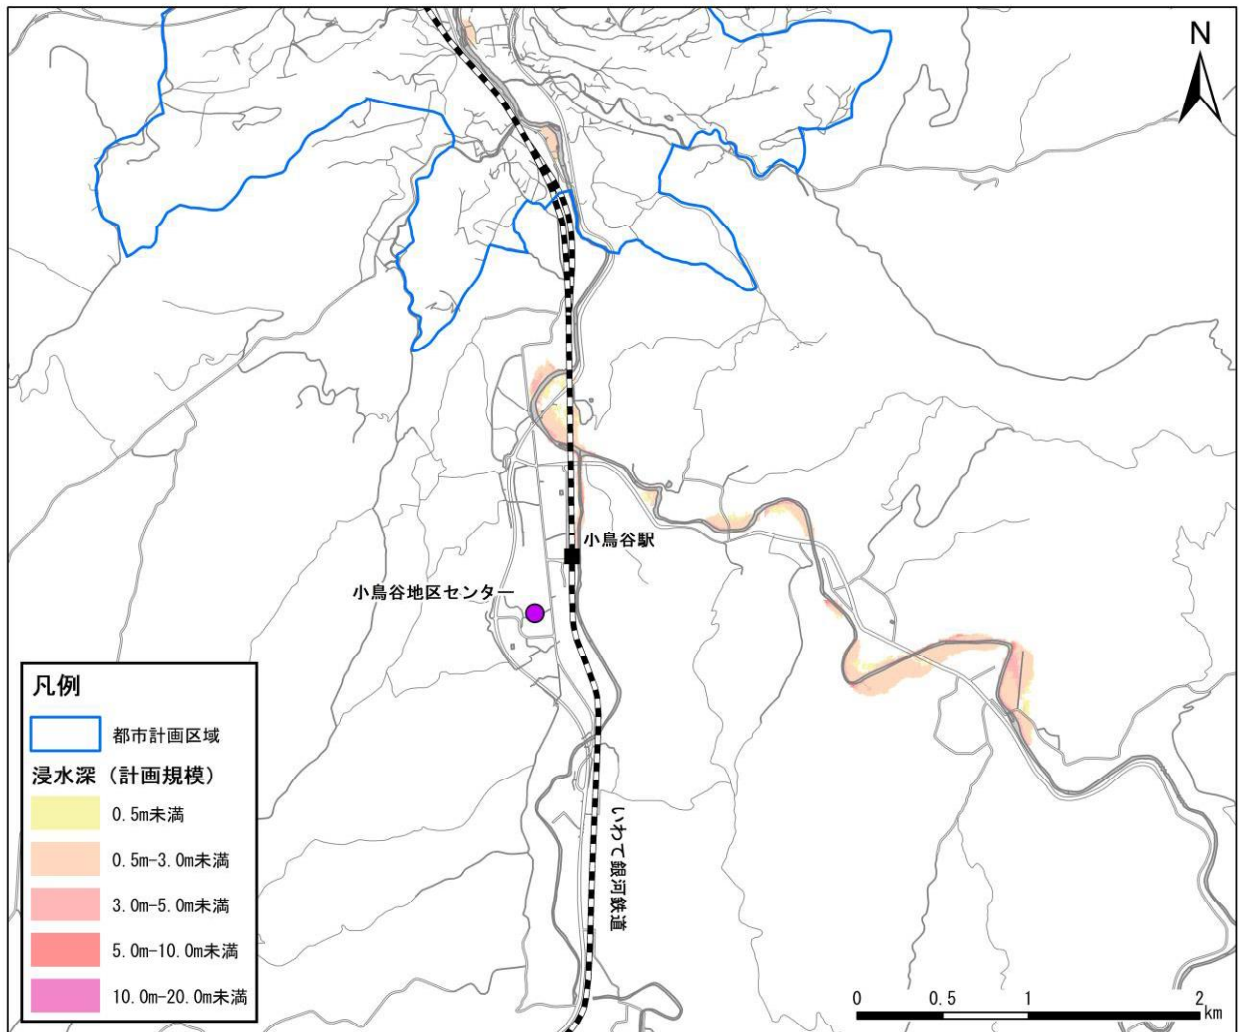 N
小鳥谷駅
小鳥谷地区センター
いわて銀河鉄道
凡例
都市計画区域
浸水深（計画規模）
0.5m未満
0.5m-3.0m未満
3.0m-5.0m未満
5.0m-10.0m未満
10.0m-20.0m未満
0 0.5 1 2 km